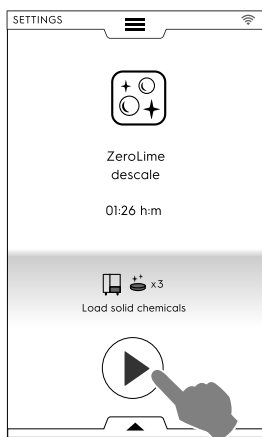 SETTINGS
ZeroLime
descale
01:26 h:m
x3
Load solid chemicals